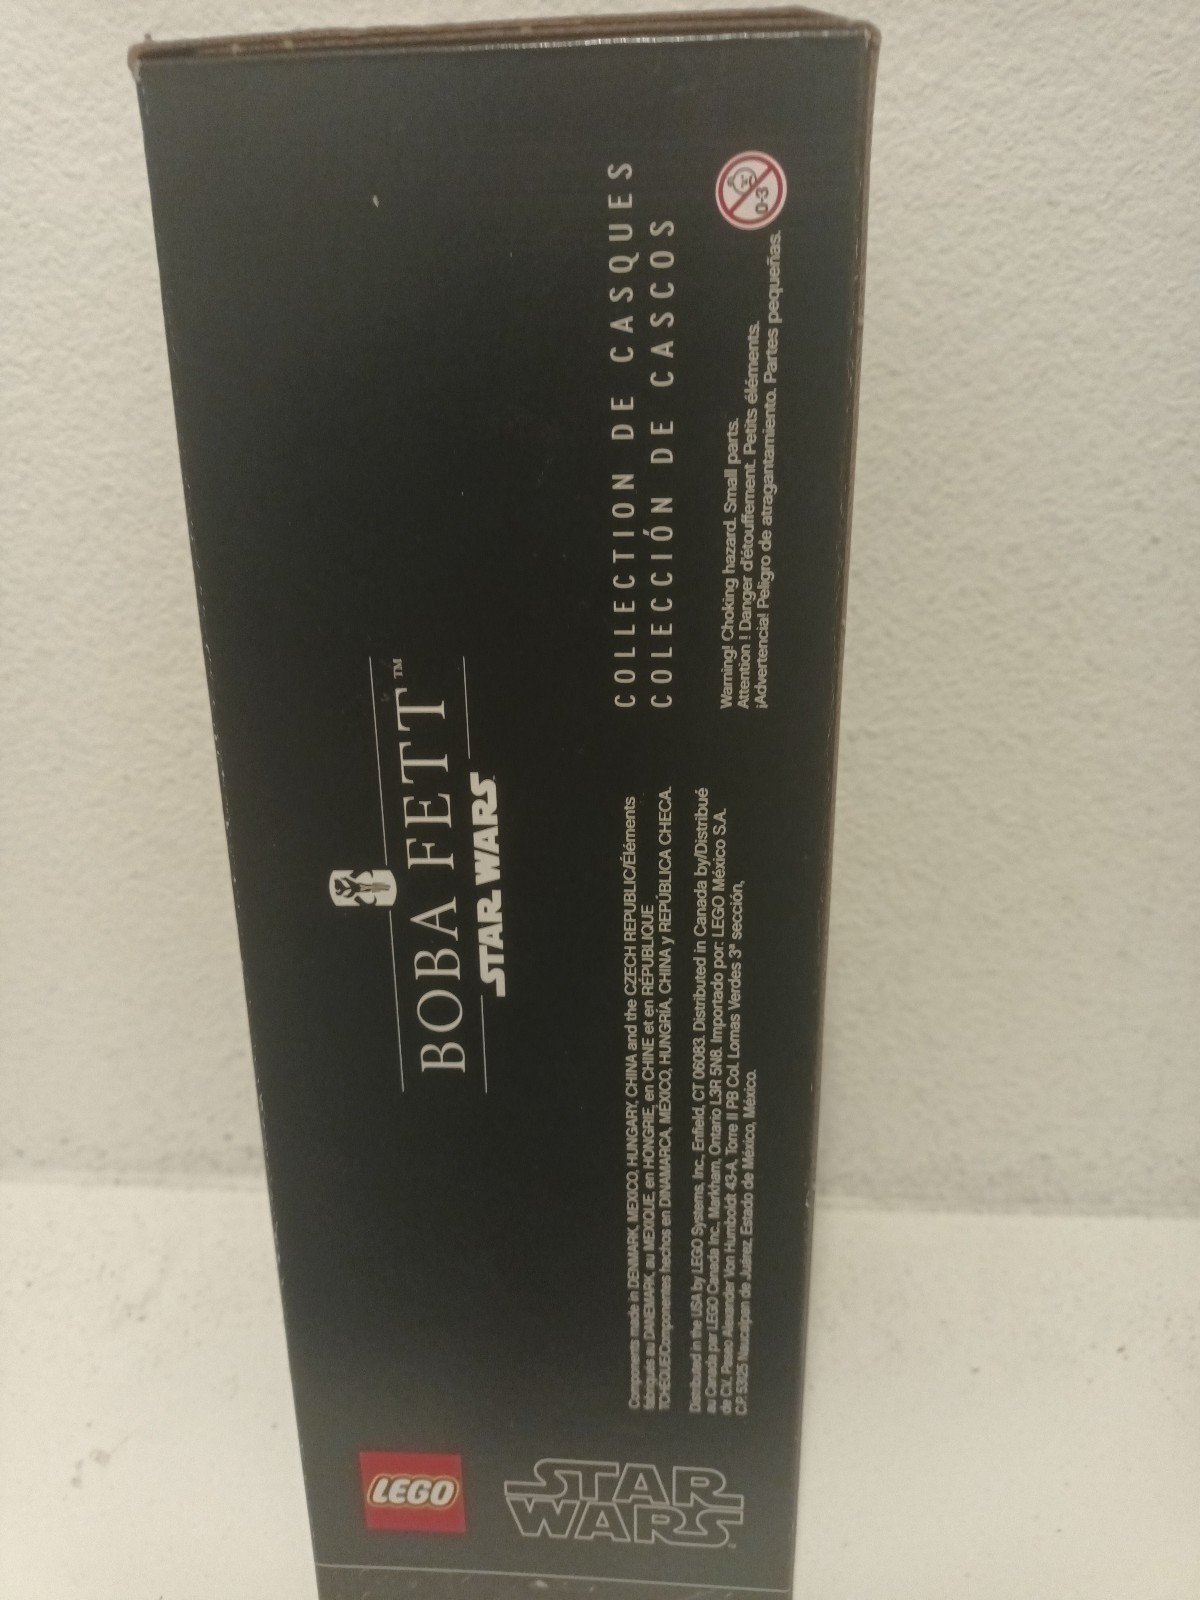 LEGO
STAR
WARS
BOBA FETT™
STAR WARS
Components made in DENMARK, MEXICO, HUNGARY, CHINA and the CZECH REPUBLIC/Éléments
fabriqués au DANEMARK, au MEXIQUE, en HONGRIE, en CHINE et en RÉPUBLIQUE
TCHÈQUE/Componentes hechos en DINAMARCA, MÉXICO, HUNGRÍA, CHINA y REPÚBLICA CHECA.
Distributed in the USA by LEGO Systems, Inc., Enfield, CT 06083. Distributed in Canada by/Distribué
au Canada par LEGO Canada Inc., Markham, Ontario L3R 5N8. Importado por: LEGO México S.A.
de C.V. Paseo Alexander Von Humboldt 43-A, Torre II PB Col. Lomas Verdes 3ª sección,
C.P. 53125 Naucalpan de Juárez, Estado de México, México.
COLLECTION DE CASQUES
COLECCIÓN DE CASCOS
Warning! Choking hazard. Small parts.
Attention ! Danger d'étouffement. Petits éléments.
¡Advertencia! Peligro de atragantamiento. Partes pequeñas.
0-3